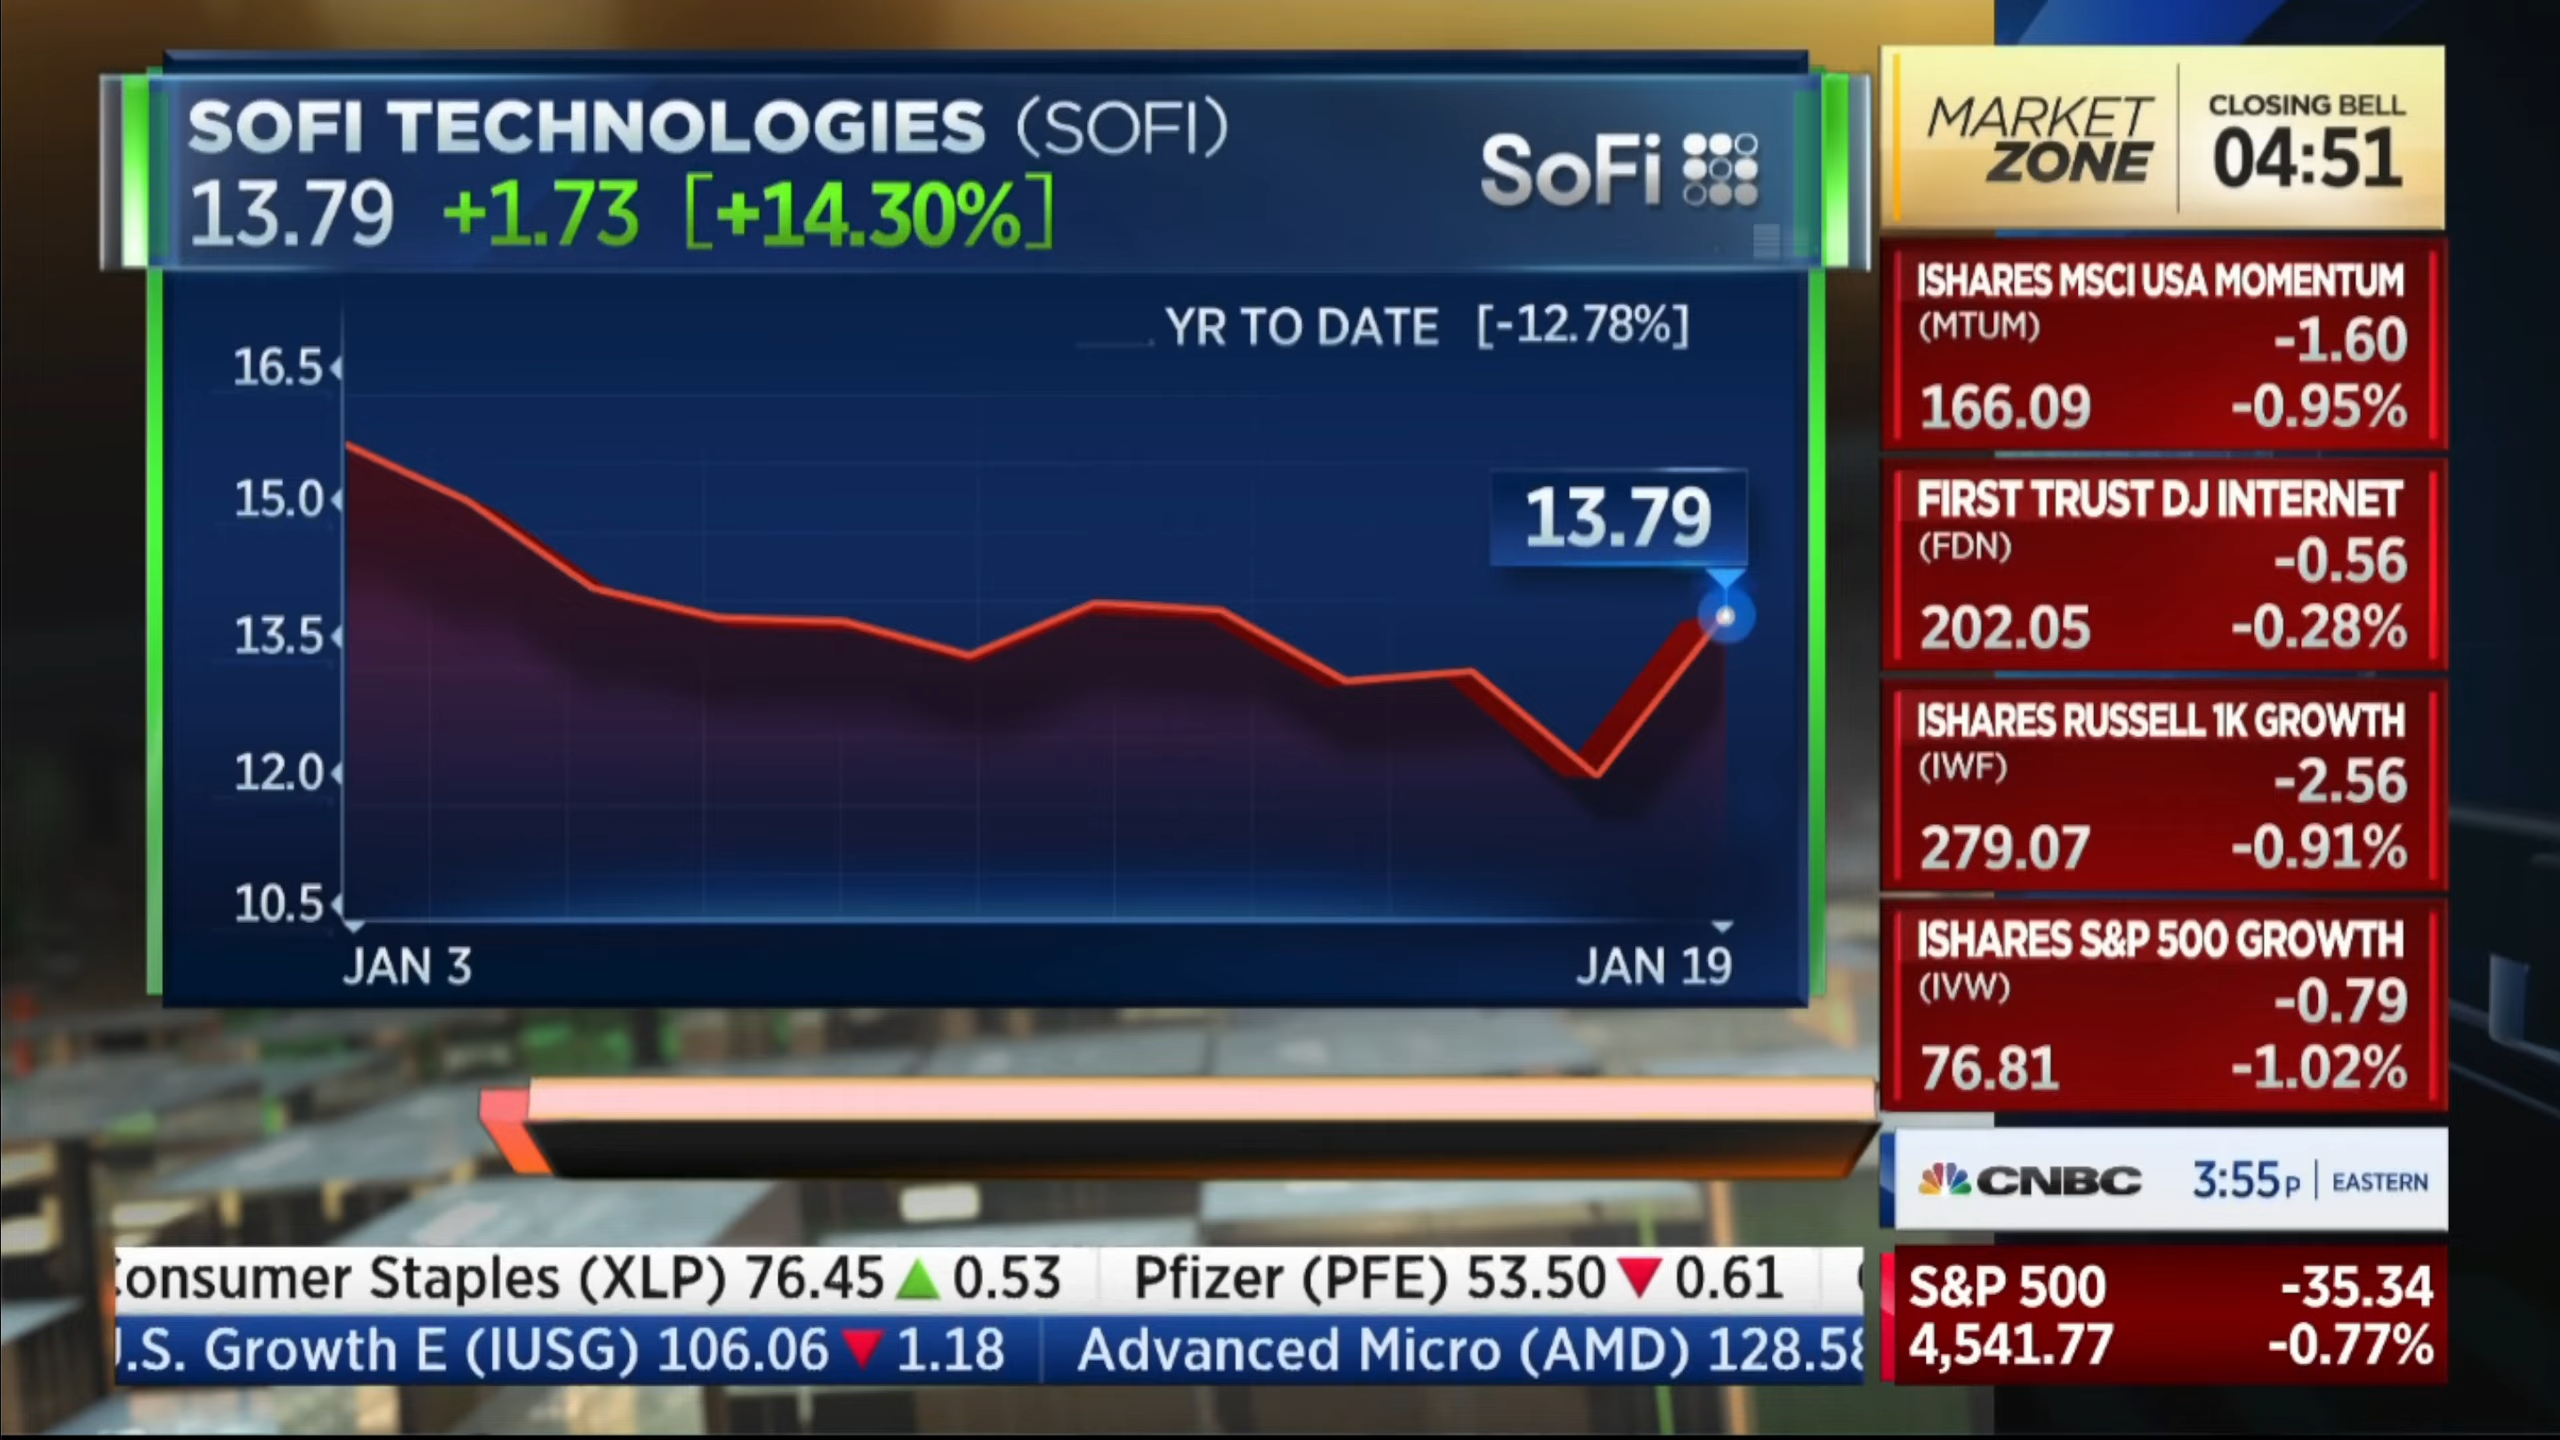 SOFI TECHNOLOGIES (SOFI)
13.79 +1.73 [+14.30%]
SoFi
YR TO DATE [-12.78%]
16.5
15.0
13.5
12.0
10.5
13.79
JAN 3
JAN 19
MARKET
ZONE
CLOSING BELL
04:51
ISHARES MSCI USA MOMENTUM
(MTUM)
-1.60
166.09 -0.95%
FIRST TRUST DJ INTERNET
(FDN)
-0.56
202.05 -0.28%
ISHARES RUSSELL 1K GROWTH
(IWF)
-2.56
279.07 -0.91%
ISHARES S&P 500 GROWTH
(IVW)
-0.79
76.81 -1.02%
CNBC 3:55P EASTERN
S&P 500 -35.34
4,541.77 -0.77%
onsumer Staples (XLP) 76.45 ▲ 0.53 Pfizer (PFE) 53.50 ▼ 0.61
.S. Growth E (IUSG) 106.06 ▼ 1.18 Advanced Micro (AMD) 128.58